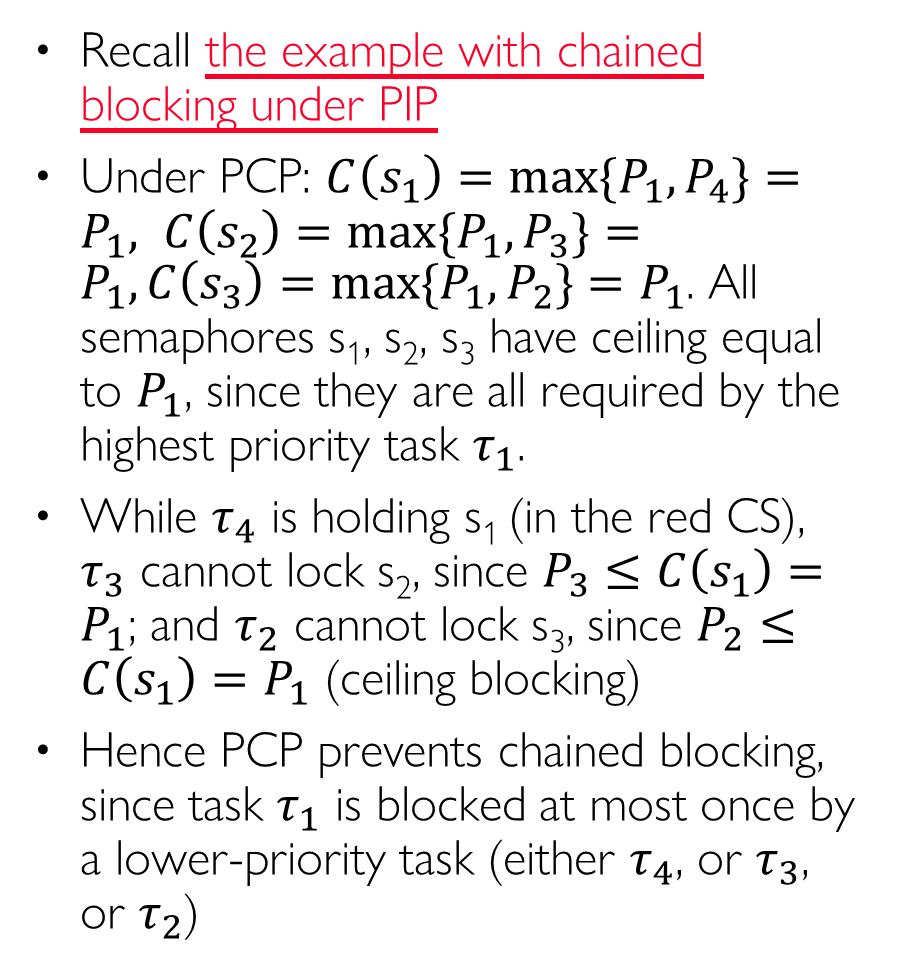 • Recall the example with chained
blocking under PIP
• Under PCP: C(s₁) = max{P₁, P₄} =
P₁, C(s₂) = max{P₁, P₃} =
P₁, C(s₃) = max{P₁, P₂} = P₁. All
semaphores s₁, s₂, s₃ have ceiling equal
to P₁, since they are all required by the
highest priority task τ₁.
• While τ₄ is holding s₁ (in the red CS),
τ₃ cannot lock s₂, since P₃ ≤ C(s₁) =
P₁; and τ₂ cannot lock s₃, since P₂ ≤
C(s₁) = P₁ (ceiling blocking)
• Hence PCP prevents chained blocking,
since task τ₁ is blocked at most once by
a lower-priority task (either τ₄, or τ₃,
or τ₂)